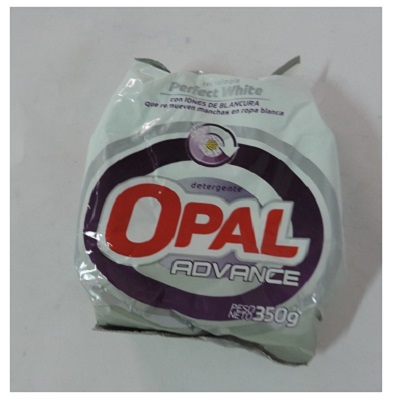 Perfect White
con IONES DE BLANCURA
Que remueven manchas en ropa blanca
detergente
OPAL
ADVANCE
PESO
NETO: 350g